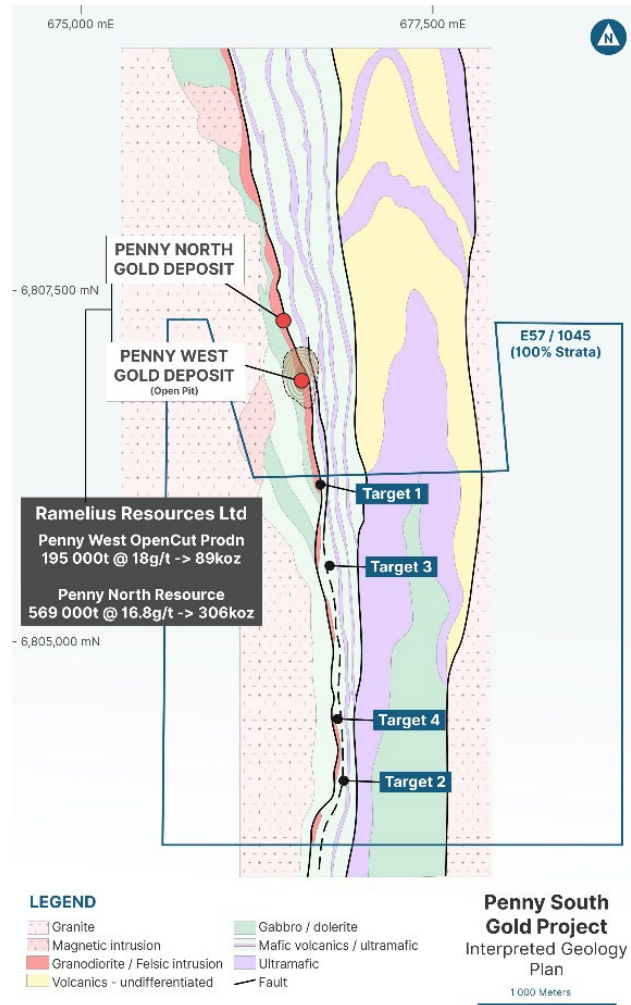 675,000 mE
677,500 mE
N
PENNY NORTH
GOLD DEPOSIT
6,807,500 mN
E57 / 1045
(100% Strata)
PENNY WEST
GOLD DEPOSIT
(Open Pit)
Target 1
Ramelius Resources Ltd
Penny West OpenCut Prodn
195 000t @ 18g/t -> 89koz
Penny North Resource
569 000t @ 16.8g/t -> 306koz
Target 3
6,805,000 mN
Target 4
Target 2
LEGEND
Granite
Magnetic intrusion
Granodiorite / Felsic intrusion
Volcanics - undifferentiated
Gabbro / dolerite
Mafic volcanics / ultramafic
Ultramafic
Fault
Penny South
Gold Project
Interpreted Geology
Plan
1 000 Meters